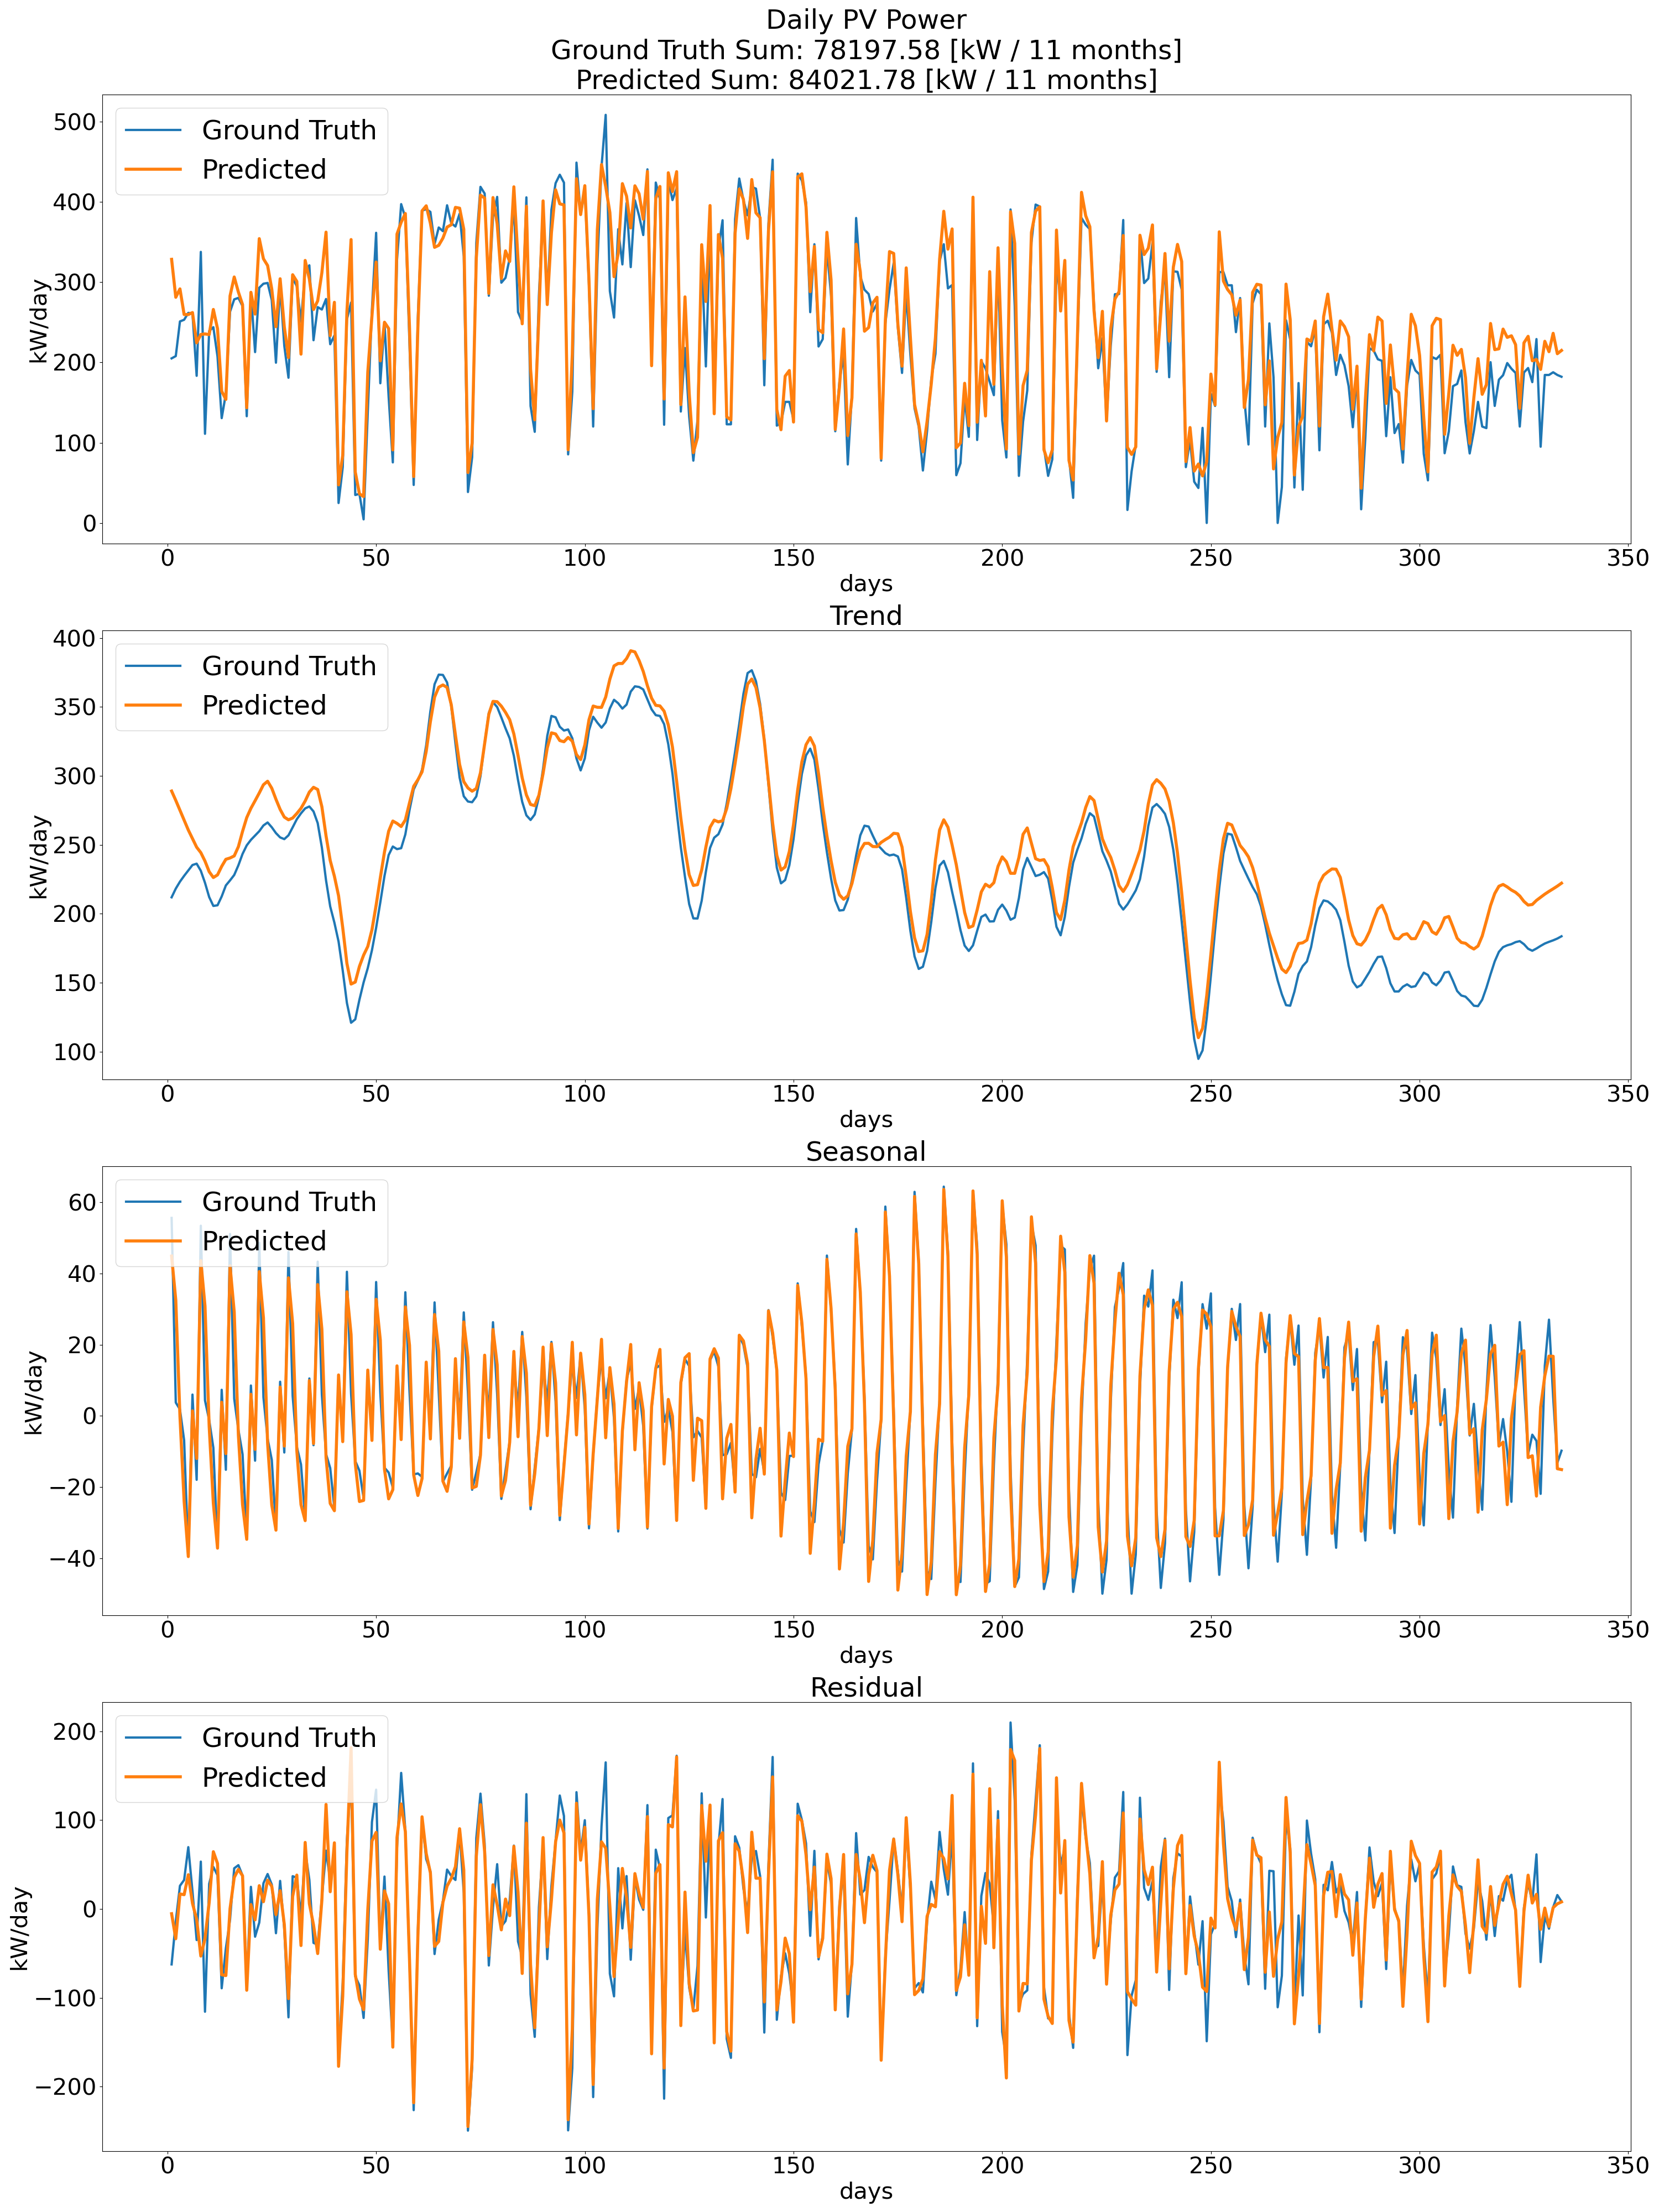 Daily PV Power
Ground Truth Sum: 78197.58 [kW / 11 months]
Predicted Sum: 84021.78 [kW / 11 months]
Ground Truth
Predicted
kW/day
500
400
300
200
100
0
0 50 100 150 200 250 300 350
days
Trend
Ground Truth
Predicted
kW/day
400
350
300
250
200
150
100
0 50 100 150 200 250 300 350
days
Seasonal
Ground Truth
Predicted
kW/day
60
40
20
0
−20
−40
0 50 100 150 200 250 300 350
days
Residual
Ground Truth
Predicted
kW/day
200
100
0
−100
−200
0 50 100 150 200 250 300 350
days